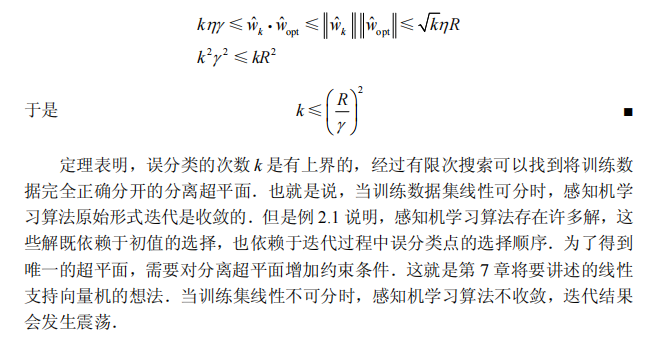 kηγ ≤ ŵ_k · ŵ_opt ≤ ‖ŵ_k‖ ‖ŵ_opt‖ ≤ √k ηR
k²γ² ≤ kR²
于是 k ≤ (R/γ)² ■
定理表明，误分类的次数 k 是有上界的，经过有限次搜索可以找到将训练数
据完全正确分开的分离超平面．也就是说，当训练数据集线性可分时，感知机学
习算法原始形式迭代是收敛的．但是例 2.1 说明，感知机学习算法存在许多解，这
些解既依赖于初值的选择，也依赖于迭代过程中误分类点的选择顺序．为了得到
唯一的超平面，需要对分离超平面增加约束条件．这就是第 7 章将要讲述的线性
支持向量机的想法．当训练集线性不可分时，感知机学习算法不收敛，迭代结果
会发生震荡．